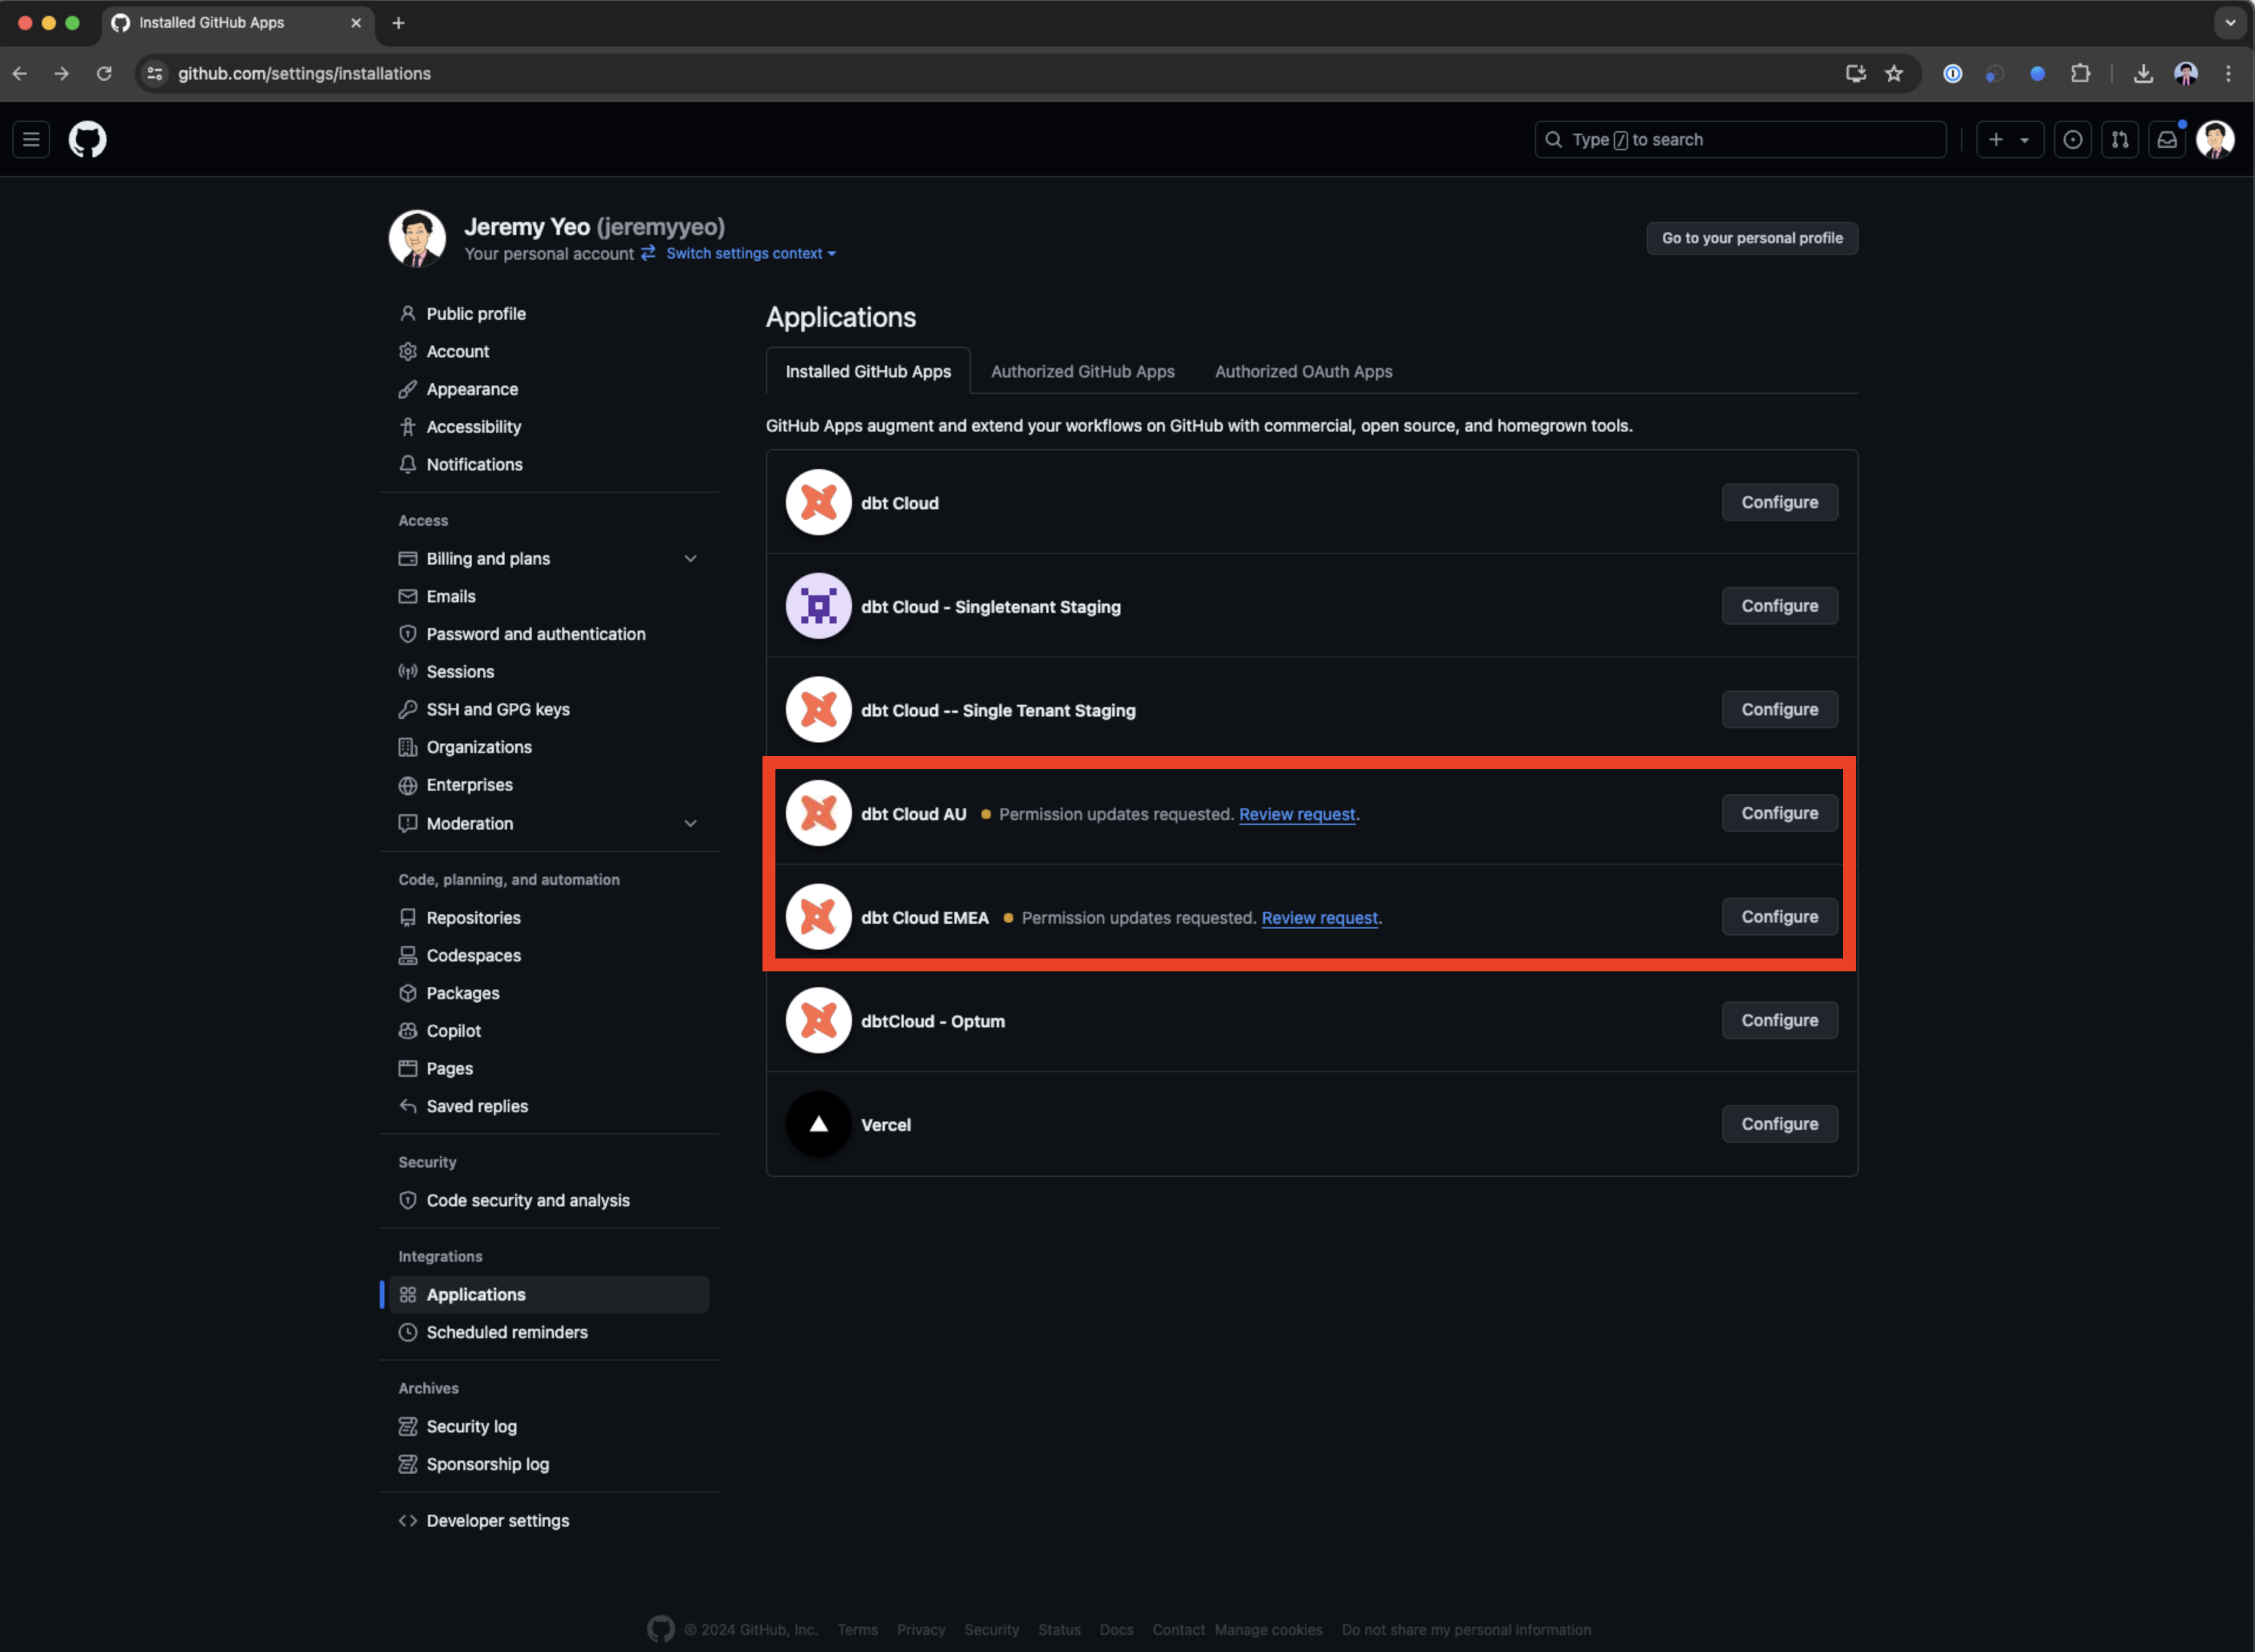 Installed GitHub Apps
github.com/settings/installations
Type / to search
Jeremy Yeo (jeremyyeo)
Your personal account Switch settings context
Go to your personal profile
Public profile
Account
Appearance
Accessibility
Notifications
Access
Billing and plans
Emails
Password and authentication
Sessions
SSH and GPG keys
Organizations
Enterprises
Moderation
Code, planning, and automation
Repositories
Codespaces
Packages
Copilot
Pages
Saved replies
Security
Code security and analysis
Integrations
Applications
Scheduled reminders
Archives
Security log
Sponsorship log
Developer settings
Applications
Installed GitHub Apps Authorized GitHub Apps Authorized OAuth Apps
GitHub Apps augment and extend your workflows on GitHub with commercial, open source, and homegrown tools.
dbt Cloud Configure
dbt Cloud - Singletenant Staging Configure
dbt Cloud -- Single Tenant Staging Configure
dbt Cloud AU Permission updates requested. Review request. Configure
dbt Cloud EMEA Permission updates requested. Review request. Configure
dbtCloud - Optum Configure
Vercel Configure
© 2024 GitHub, Inc. Terms Privacy Security Status Docs Contact Manage cookies Do not share my personal information